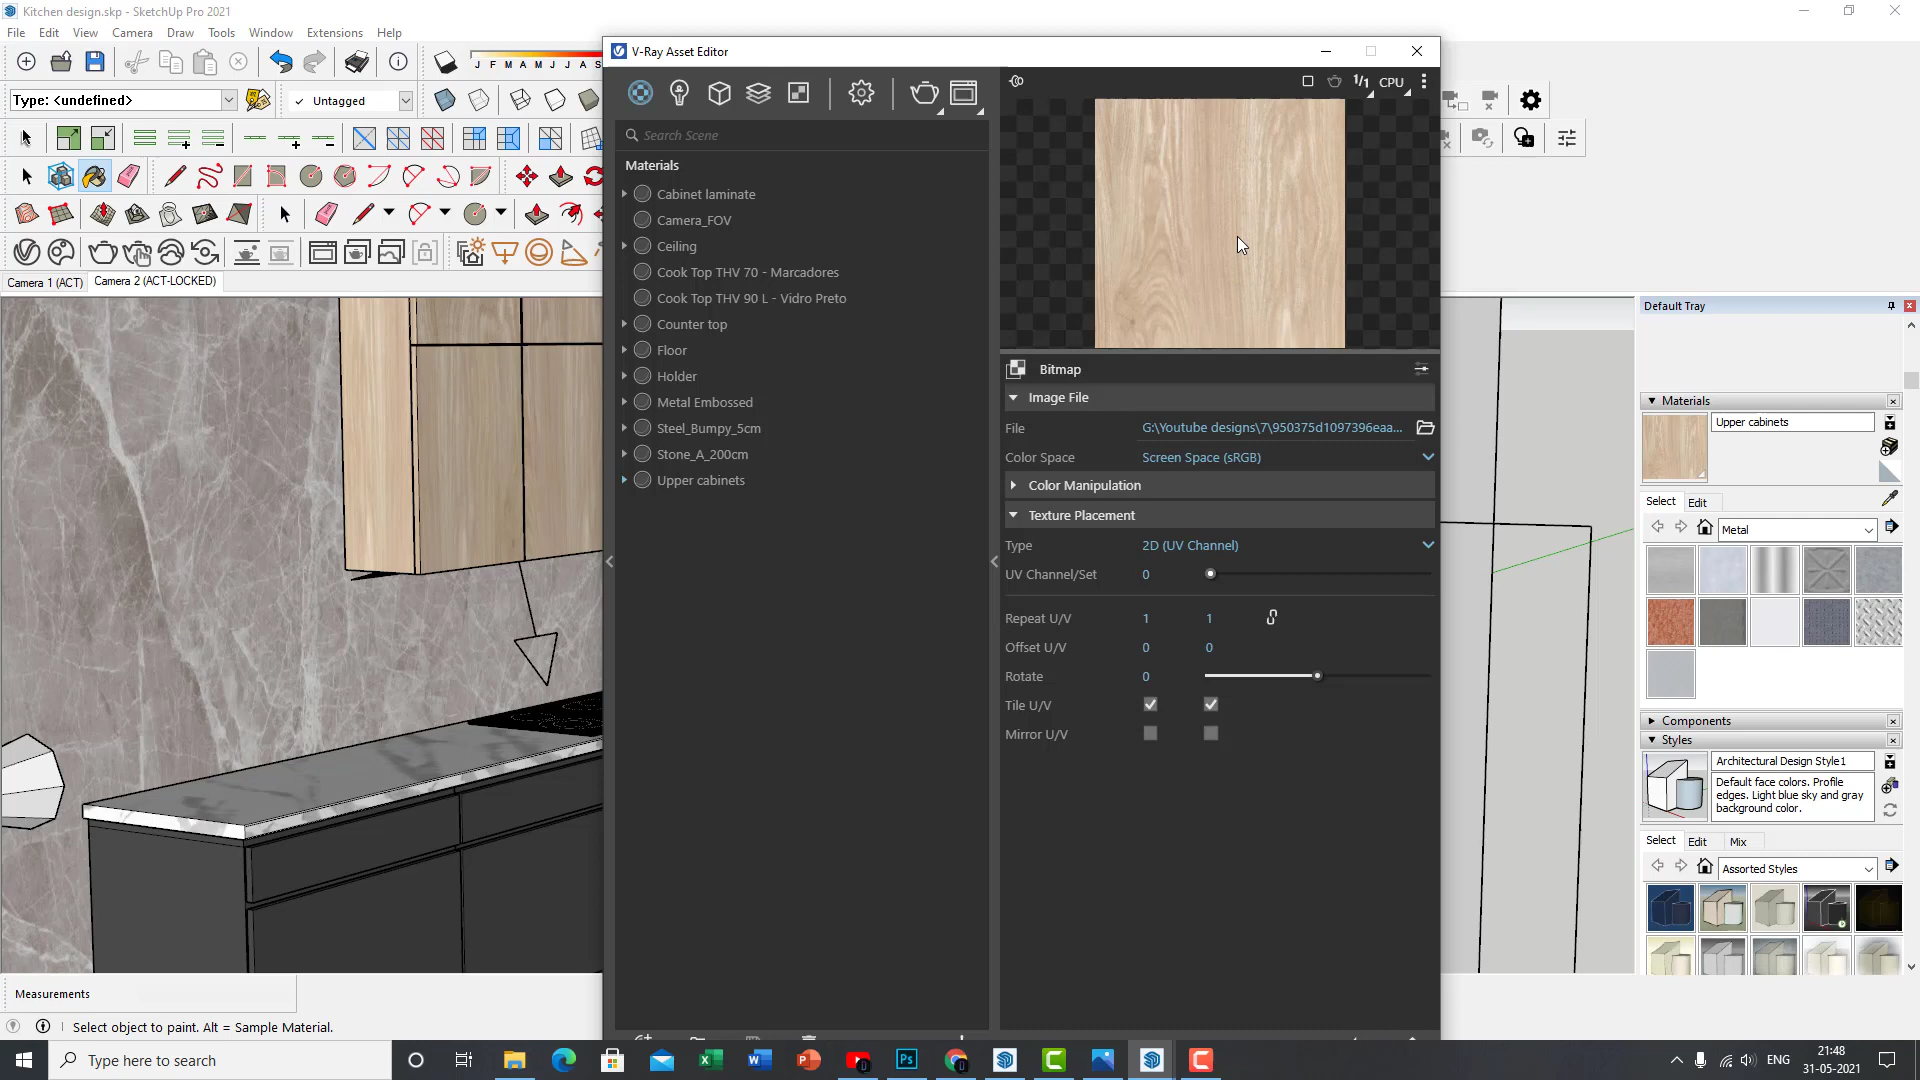 Kitchen design.skp - SketchUp Pro 2021
File Edit View Camera Draw Tools Window Extensions Help
J F M A M J J A S
Type: <undefined>
✓ Untagged
Camera 1 (ACT)
Camera 2 (ACT-LOCKED)
V-Ray Asset Editor
Search Scene
Materials
Cabinet laminate
Camera_FOV
Ceiling
Cook Top THV 70 - Marcadores
Cook Top THV 90 L - Vidro Preto
Counter top
Floor
Holder
Metal Embossed
Steel_Bumpy_5cm
Stone_A_200cm
Upper cabinets
1/1 CPU
Bitmap
Image File
File G:\Youtube designs\7\950375d1097396eaa...
Color Space Screen Space (sRGB)
Color Manipulation
Texture Placement
Type 2D (UV Channel)
UV Channel/Set 0
Repeat U/V 1 1
Offset U/V 0 0
Rotate 0
Tile U/V
Mirror U/V
Default Tray
Materials
Upper cabinets
Select Edit
Metal
Components
Styles
Architectural Design Style1
Default face colors. Profile
edges. Light blue sky and gray
background color.
Select Edit Mix
Assorted Styles
Measurements
Select object to paint. Alt = Sample Material.
Type here to search
Ps
ENG
21:48
31-05-2021